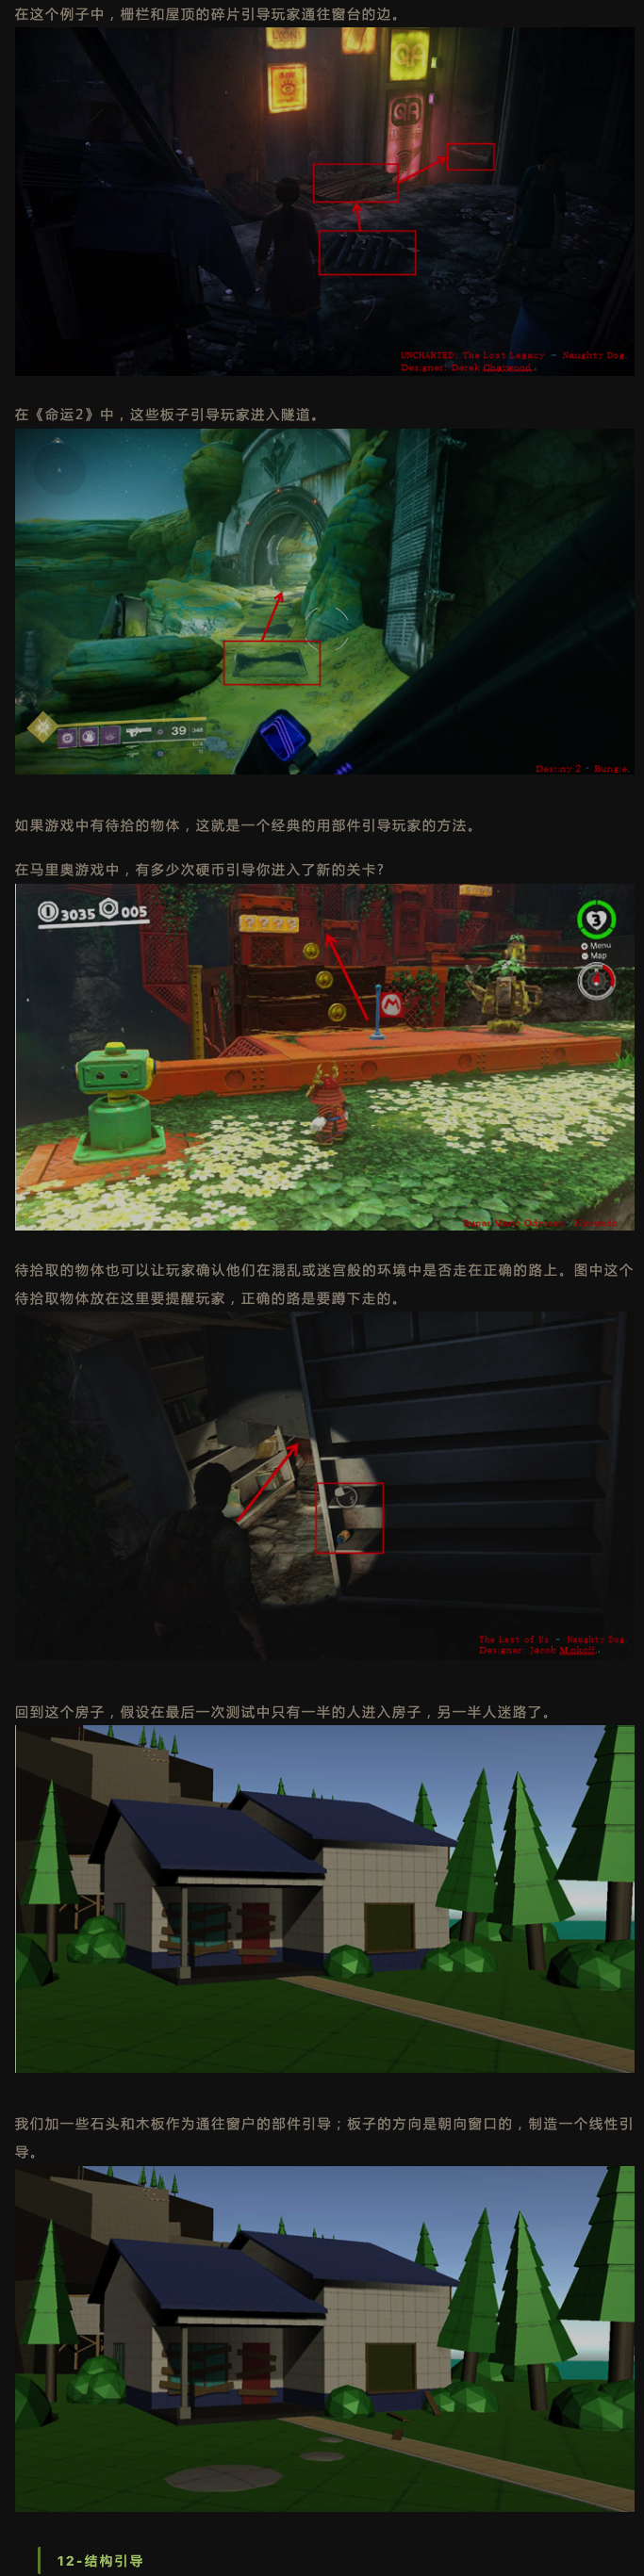 在这个例子中，栅栏和屋顶的碎片引导玩家通往窗台的边。
UNCHARTED: The Lost Legacy - Naughty Dog.
在《命运2》中，这些板子引导玩家进入隧道。
39
Destiny 2 - Bungie.
如果游戏中有待拾的物体，这就是一个经典的用部件引导玩家的方法。
在马里奥游戏中，有多少次硬币引导你进入了新的关卡？
3035 005
3
Menu
Map
M
待拾取的物体也可以让玩家确认他们在混乱或迷宫般的环境中是否走在正确的路上。图中这个
待拾取物体放在这里要提醒玩家，正确的路是要蹲下走的。
The Last of Us - Naughty Dog.
Designer: Jacob Minkoff.
回到这个房子，假设在最后一次测试中只有一半的人进入房子，另一半人迷路了。
我们加一些石头和木板作为通往窗户的部件引导；板子的方向是朝向窗口的，制造一个线性引
导。
12-结构引导